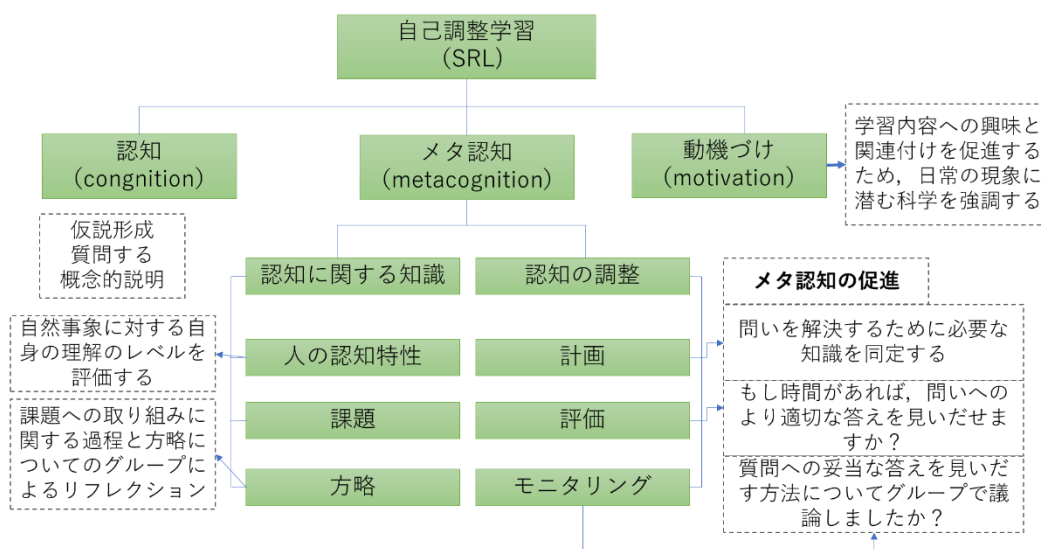 自己調整学習
(SRL)
認知
(congnition)
メタ認知
(metacognition)
動機づけ
(motivation)
学習内容への興味と
関連付けを促進する
ため，日常の現象に
潜む科学を強調する
仮説形成
質問する
概念的説明
認知に関する知識
認知の調整
メタ認知の促進
自然事象に対する自
身の理解のレベルを
評価する
人の認知特性
計画
問いを解決するために必要な
知識を同定する
課題への取り組みに
関する過程と方略に
ついてのグループに
よるリフレクション
課題
評価
もし時間があれば，問いへの
より適切な答えを見いだせま
すか？
方略
モニタリング
質問への妥当な答えを見いだ
す方法についてグループで議
論しましたか？